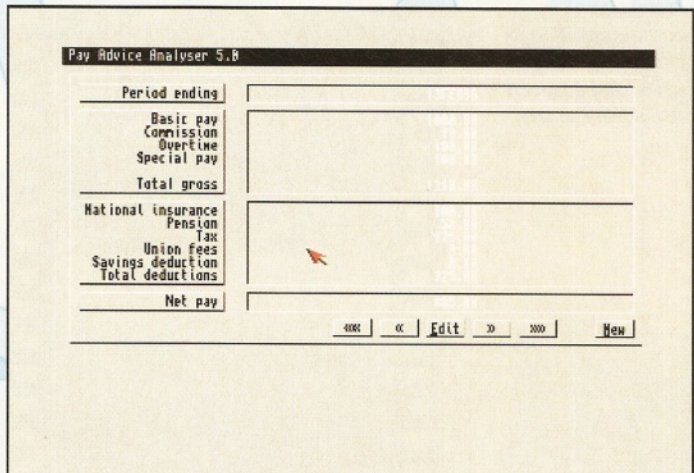 Pay Advice Analyser 5.0
Period ending
Basic pay
Commission
Overtime
Special pay
Total gross
National insurance
Pension
Tax
Union fees
Savings deduction
Total deductions
Net pay
<<<< << Edit >> >>>> New